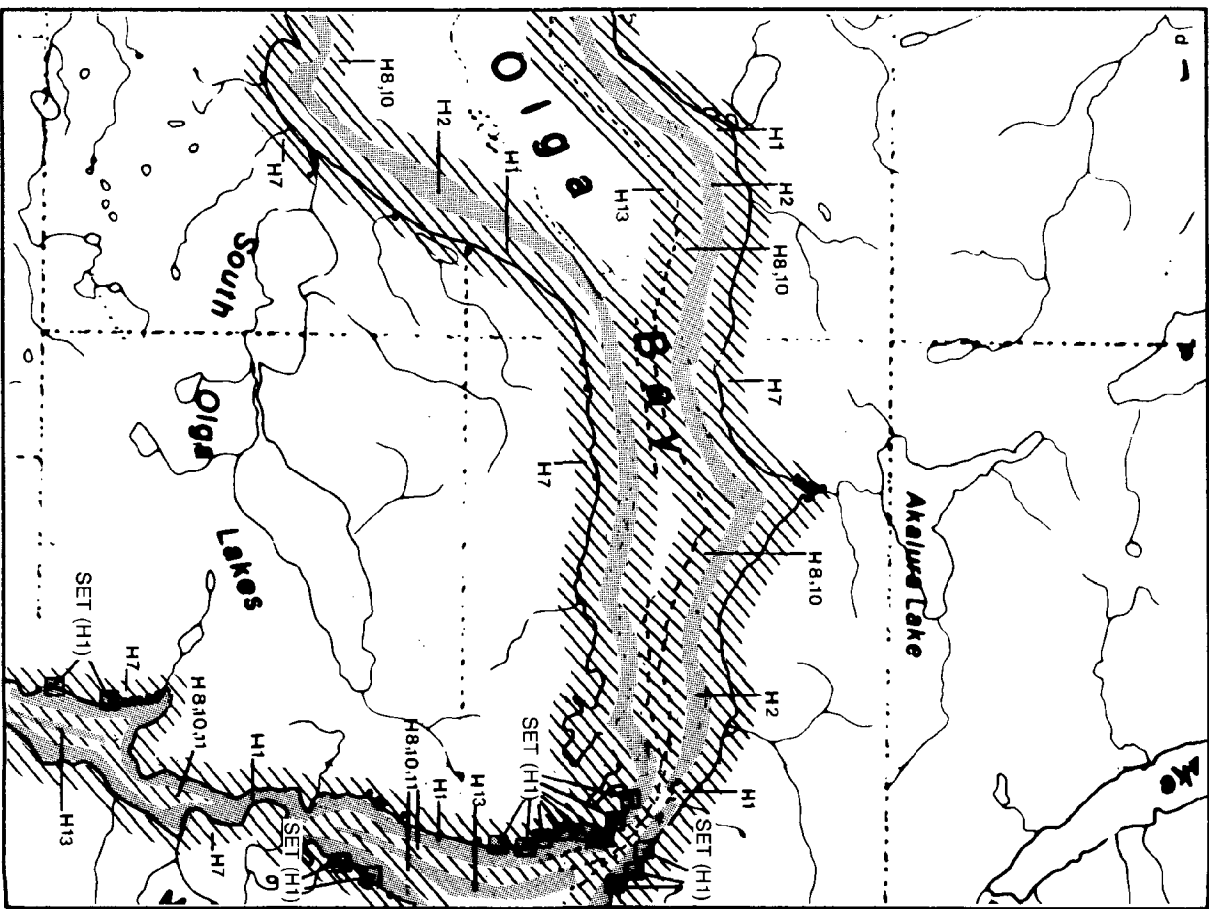 Olga
Bay
South
Olga
Lakes
Akalura Lake
H8,10
H2
H1
H7
H13
H1
H2
H8,10
H7
H7
H8,10
H2
H1
SET (H1)
H7
H8,10,11
H1
H13
H7
SET (H1)
H8,10,11
H1
H13
SET (H1)
SET (H1)